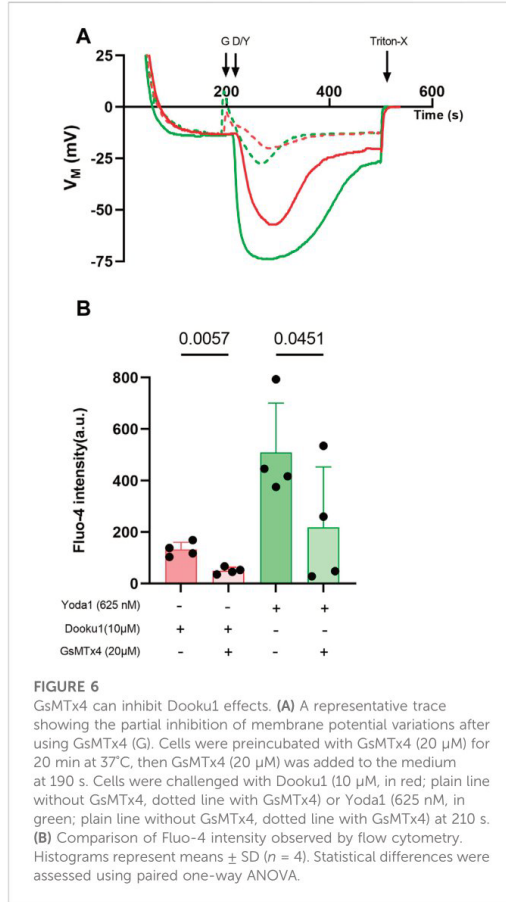 A
G D/Y
Triton-X
25
0
200
400
600
Time (s)
-25
-50
-75
VM (mV)
B
0.0057
0.0451
800
600
400
200
0
Fluo-4 intensity(a.u.)
Yoda1 (625 nM) - - + +
Dooku1(10µM) + + - -
GsMTx4 (20µM) - + - +
FIGURE 6
GsMTx4 can inhibit Dooku1 effects. (A) A representative trace
showing the partial inhibition of membrane potential variations after
using GsMTx4 (G). Cells were preincubated with GsMTx4 (20 µM) for
20 min at 37°C, then GsMTx4 (20 µM) was added to the medium
at 190 s. Cells were challenged with Dooku1 (10 µM, in red; plain line
without GsMTx4, dotted line with GsMTx4) or Yoda1 (625 nM, in
green; plain line without GsMTx4, dotted line with GsMTx4) at 210 s.
(B) Comparison of Fluo-4 intensity observed by flow cytometry.
Histograms represent means ± SD (n = 4). Statistical differences were
assessed using paired one-way ANOVA.